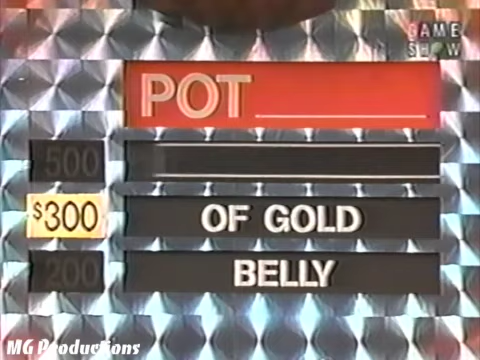 GAME
SHOW
POT
500
$300 OF GOLD
200 BELLY
MG Productions